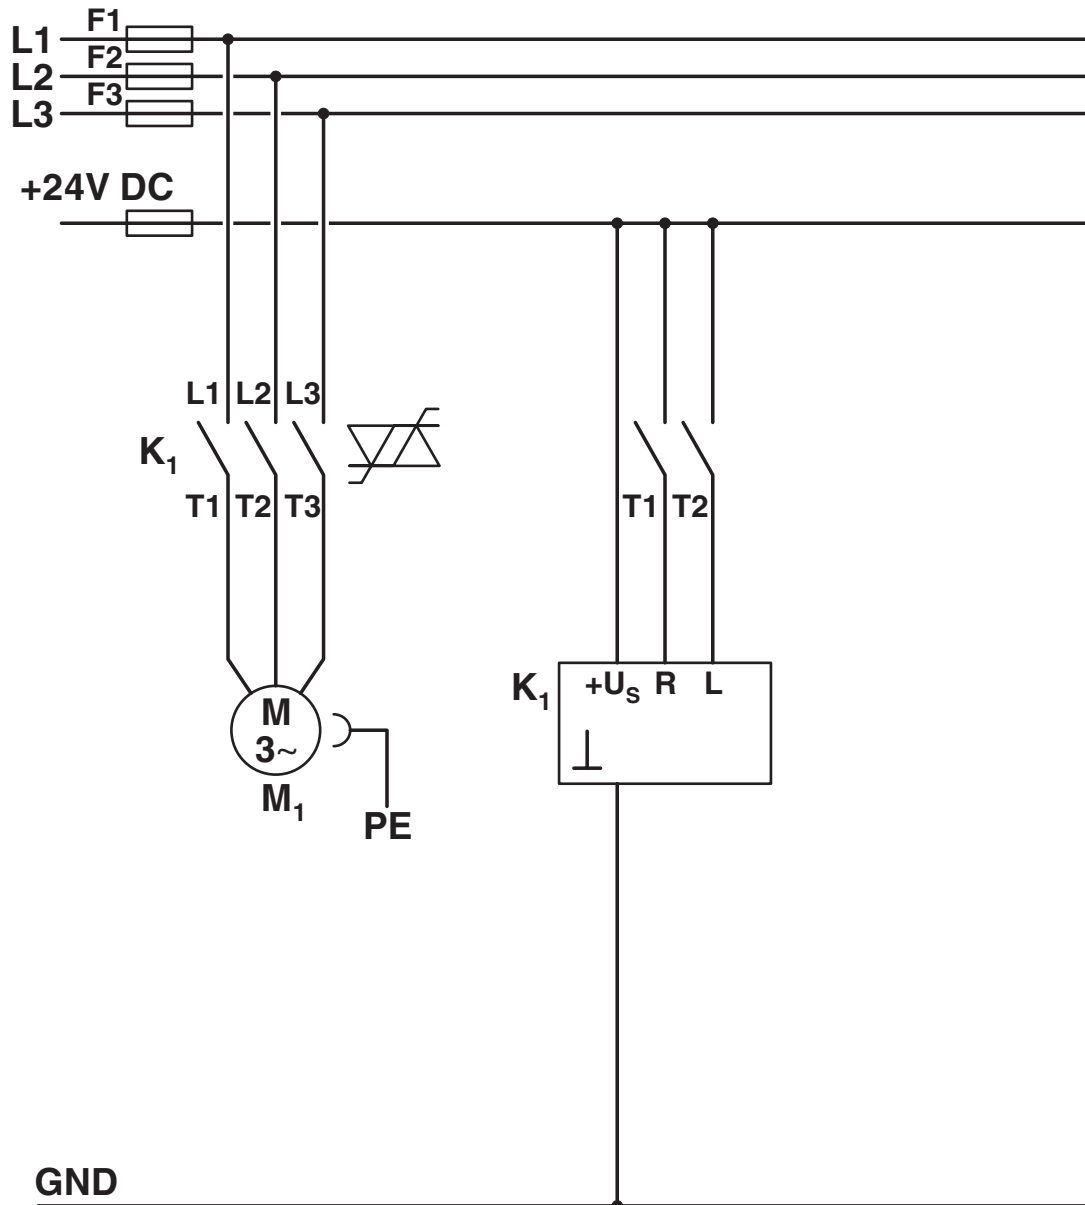 F1
L1
F2
L2
F3
L3
+24V DC
L1 L2 L3
K1
T1 T2 T3
T1 T2
K1 +US R L
M
3~
M1
PE
GND